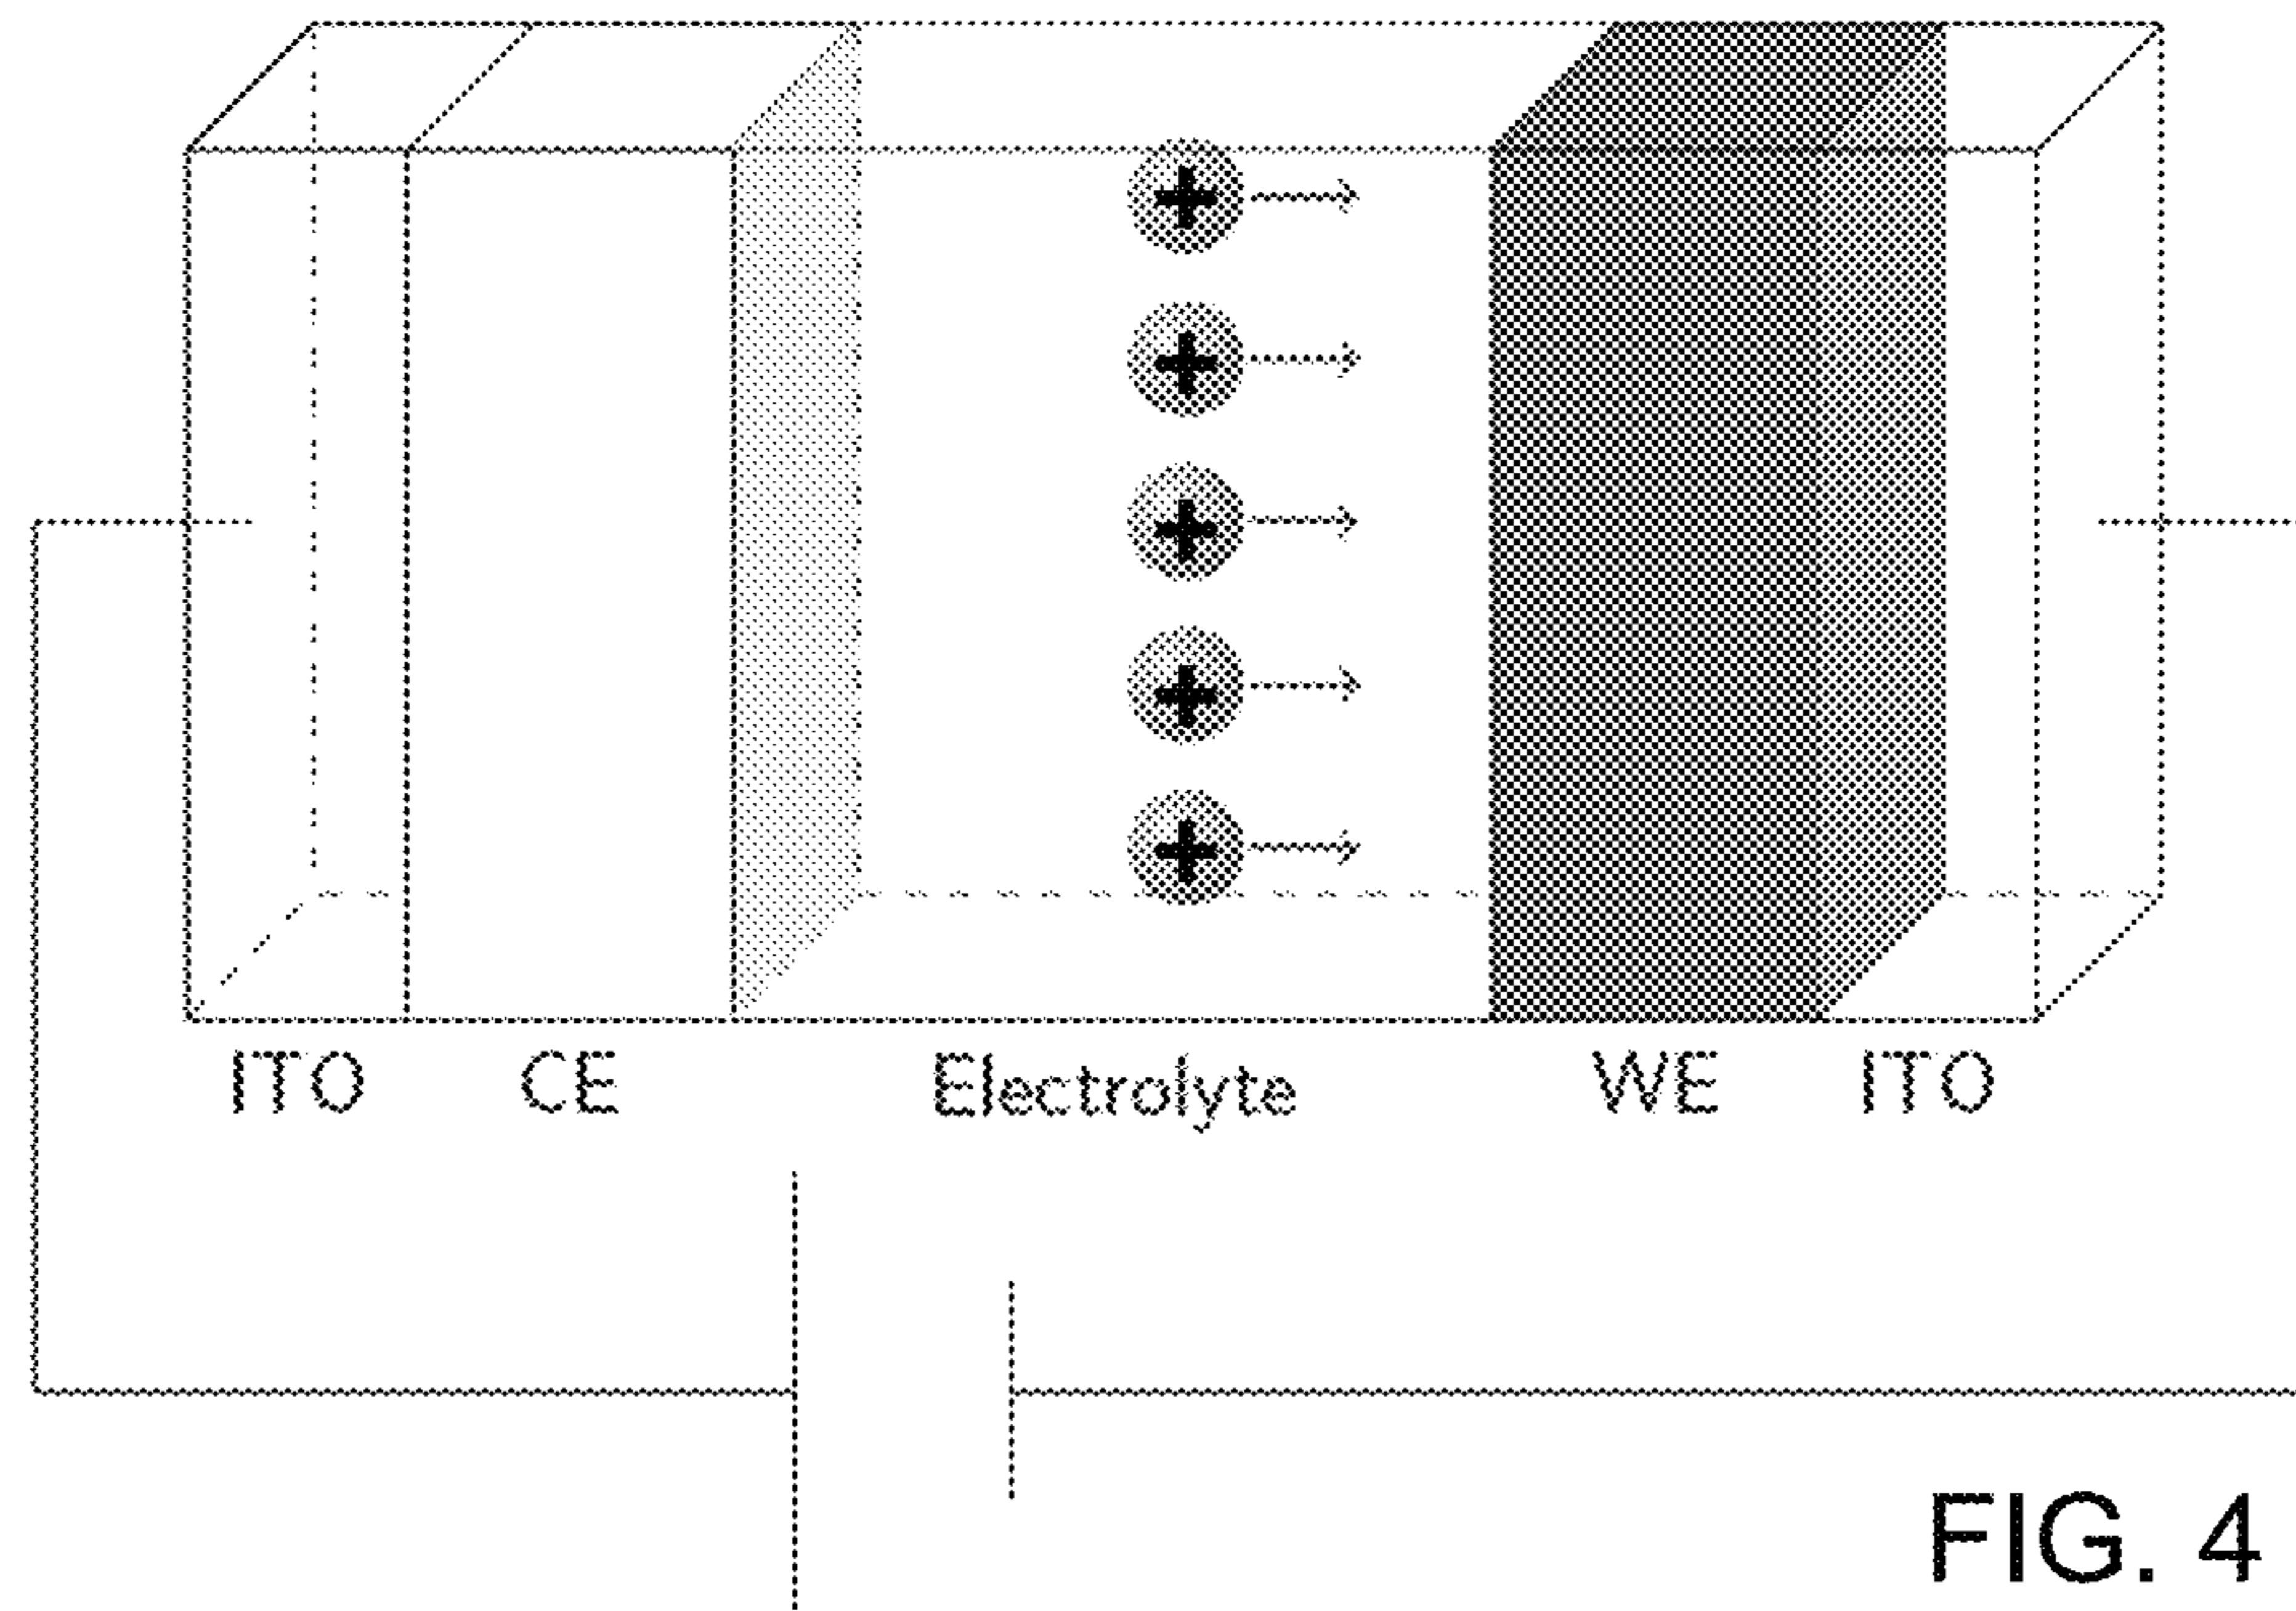 +
+
+
+
+
ITO CE Electrolyte WE ITO
FIG. 4